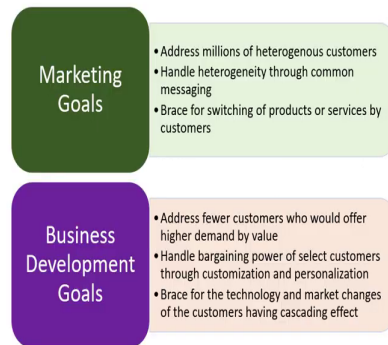 Marketing
Goals
• Address millions of heterogenous customers
• Handle heterogeneity through common
messaging
• Brace for switching of products or services by
customers
Business
Development
Goals
• Address fewer customers who would offer
higher demand by value
• Handle bargaining power of select customers
through customization and personalization
• Brace for the technology and market changes
of the customers having cascading effect